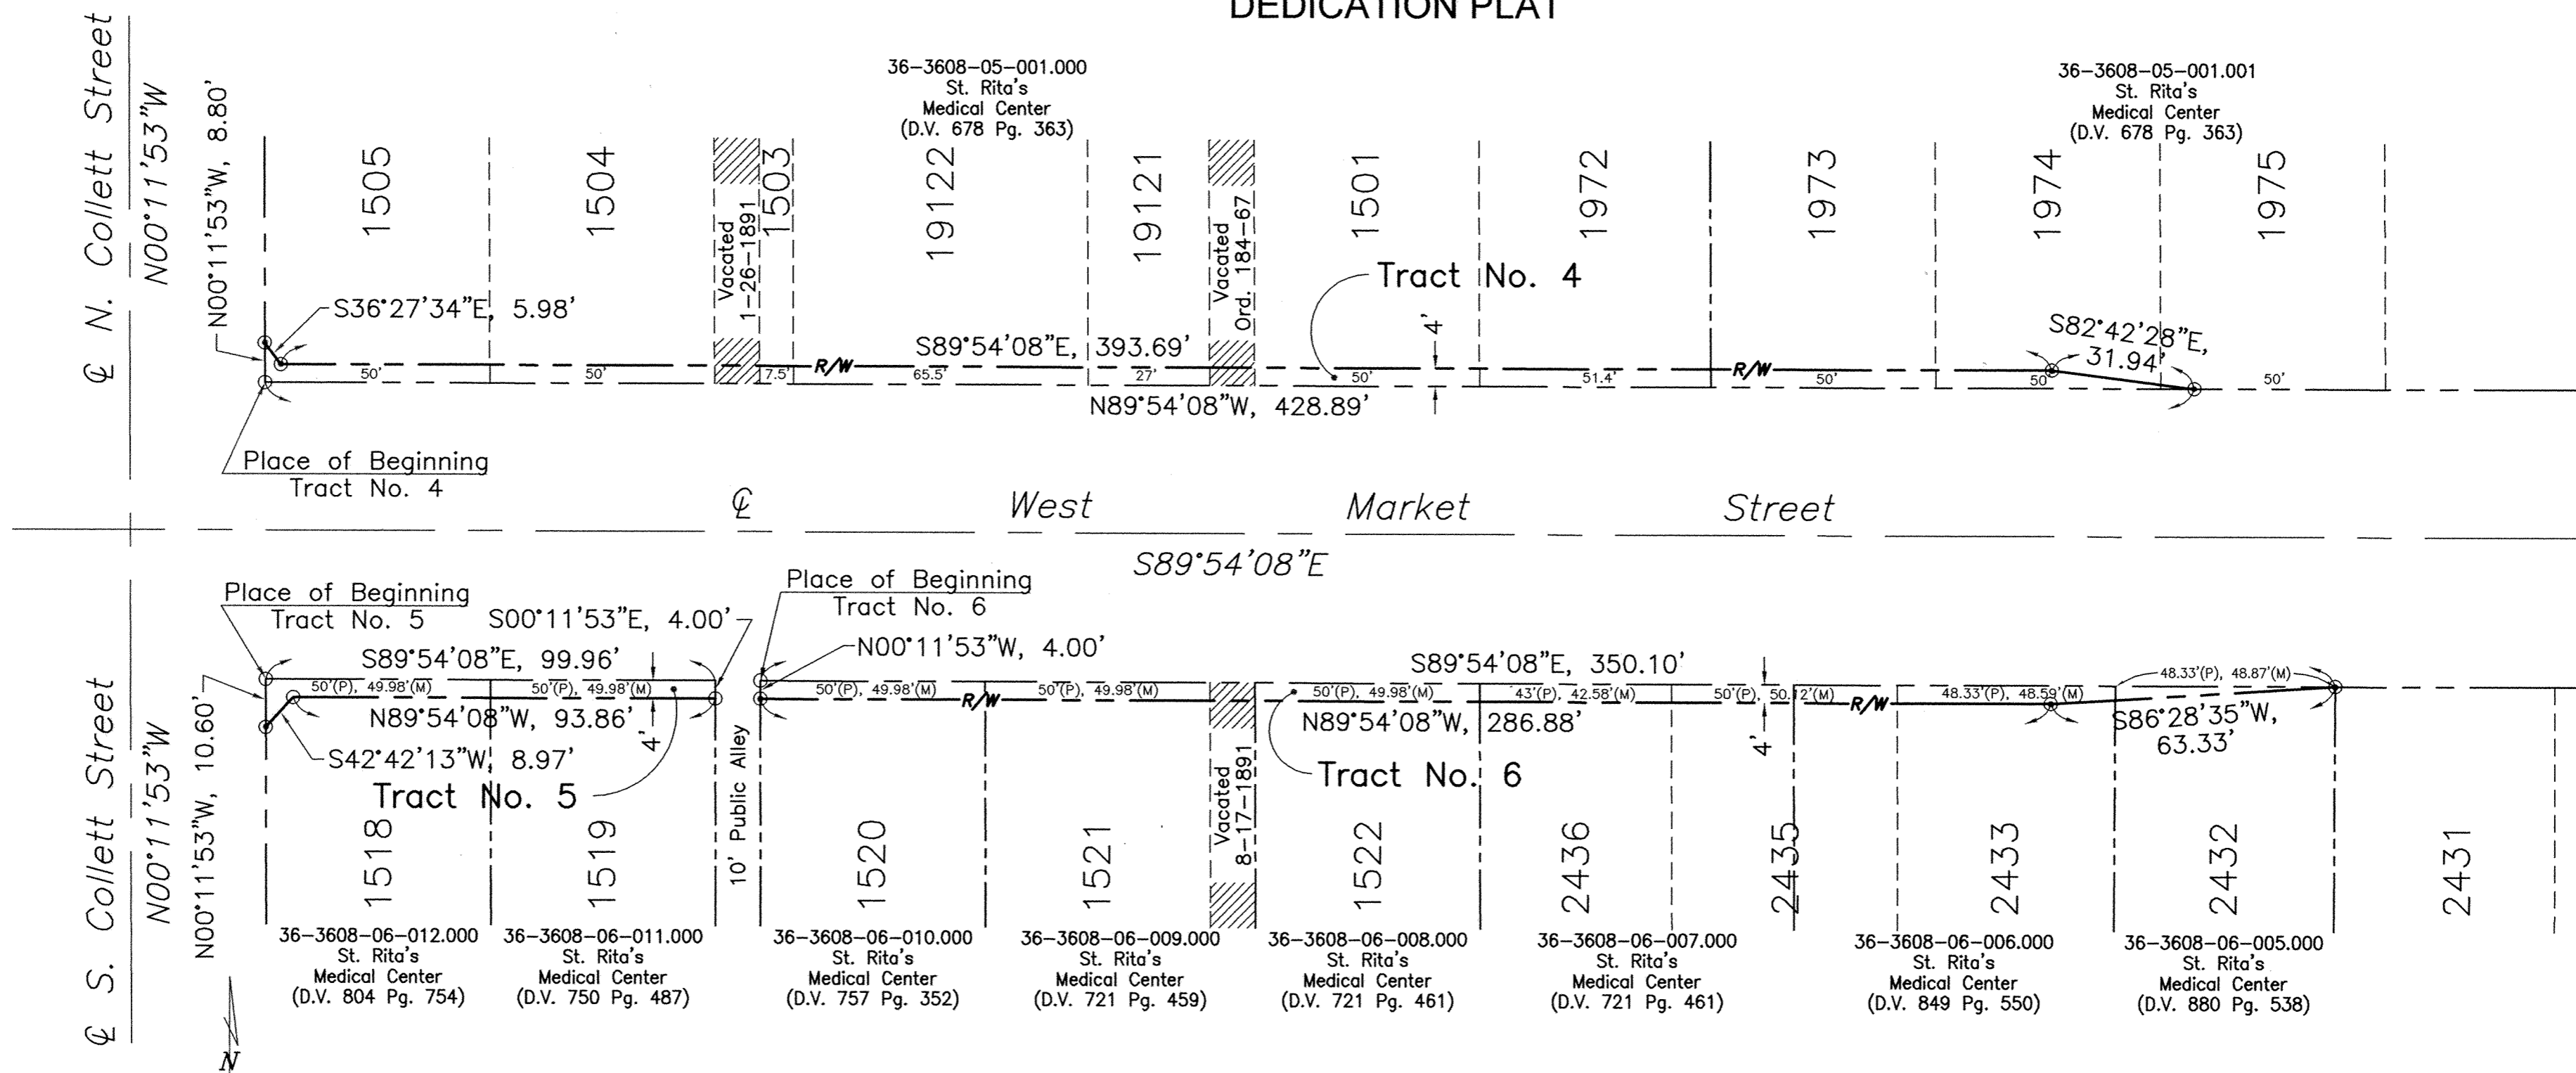 DEDICATION PLAT
℄ N. Collett Street
N00°11'53"W
N00°11'53"W, 8.80'
36-3608-05-001.000
St. Rita's
Medical Center
(D.V. 678 Pg. 363)
36-3608-05-001.001
St. Rita's
Medical Center
(D.V. 678 Pg. 363)
1505
1504
Vacated
1-26-1891
1503
19122
19121
Vacated
Ord. 184-67
1501
1972
1973
1974
1975
Tract No. 4
S36°27'34"E, 5.98'
S89°54'08"E, 393.69'
4'
S82°42'28"E,
31.94'
R/W
R/W
50'
50'
7.5'
65.5'
27'
50'
51.4'
50'
50'
50'
N89°54'08"W, 428.89'
Place of Beginning
Tract No. 4
℄ West Market Street
S89°54'08"E
Place of Beginning
Tract No. 5
S00°11'53"E, 4.00'
Place of Beginning
Tract No. 6
N00°11'53"W, 4.00'
S89°54'08"E, 99.96'
S89°54'08"E, 350.10'
50'(P), 49.98'(M)
50'(P), 49.98'(M)
50'(P), 49.98'(M)
50'(P), 49.98'(M)
50'(P), 49.98'(M)
43'(P), 42.58'(M)
50'(P), 50.12'(M)
48.33'(P), 48.59'(M)
48.33'(P), 48.87'(M)
R/W
R/W
N89°54'08"W, 93.86'
4'
N89°54'08"W, 286.88'
4'
S86°28'35"W,
63.33'
S42°42'13"W, 8.97'
Tract No. 5
Tract No. 6
℄ S. Collett Street
N00°11'53"W
N00°11'53"W, 10.60'
1518
1519
10' Public Alley
1520
1521
Vacated
8-17-1891
1522
2436
2435
2433
2432
2431
36-3608-06-012.000
St. Rita's
Medical Center
(D.V. 804 Pg. 754)
36-3608-06-011.000
St. Rita's
Medical Center
(D.V. 750 Pg. 487)
36-3608-06-010.000
St. Rita's
Medical Center
(D.V. 757 Pg. 352)
36-3608-06-009.000
St. Rita's
Medical Center
(D.V. 721 Pg. 459)
36-3608-06-008.000
St. Rita's
Medical Center
(D.V. 721 Pg. 461)
36-3608-06-007.000
St. Rita's
Medical Center
(D.V. 721 Pg. 461)
36-3608-06-006.000
St. Rita's
Medical Center
(D.V. 849 Pg. 550)
36-3608-06-005.000
St. Rita's
Medical Center
(D.V. 880 Pg. 538)
N